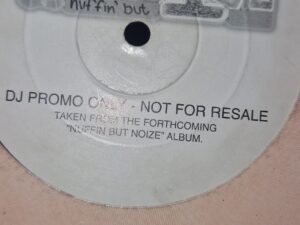 nuffin' but
DJ PROMO ONLY - NOT FOR RESALE
TAKEN FROM THE FORTHCOMING
"NUFFIN BUT NOIZE" ALBUM.